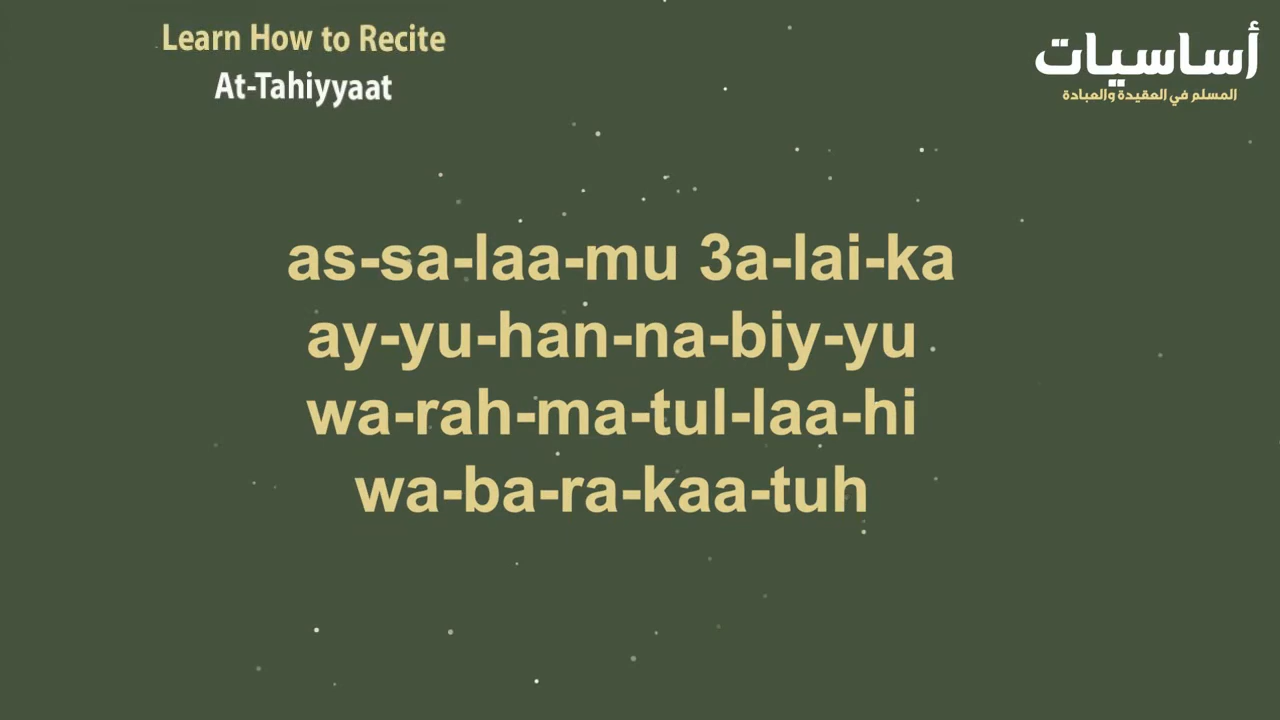 Learn How to Recite
At-Tahiyyaat
أساسيات
المسلم في العقيدة والعبادة
as-sa-laa-mu 3a-lai-ka
ay-yu-han-na-biy-yu
wa-rah-ma-tul-laa-hi
wa-ba-ra-kaa-tuh